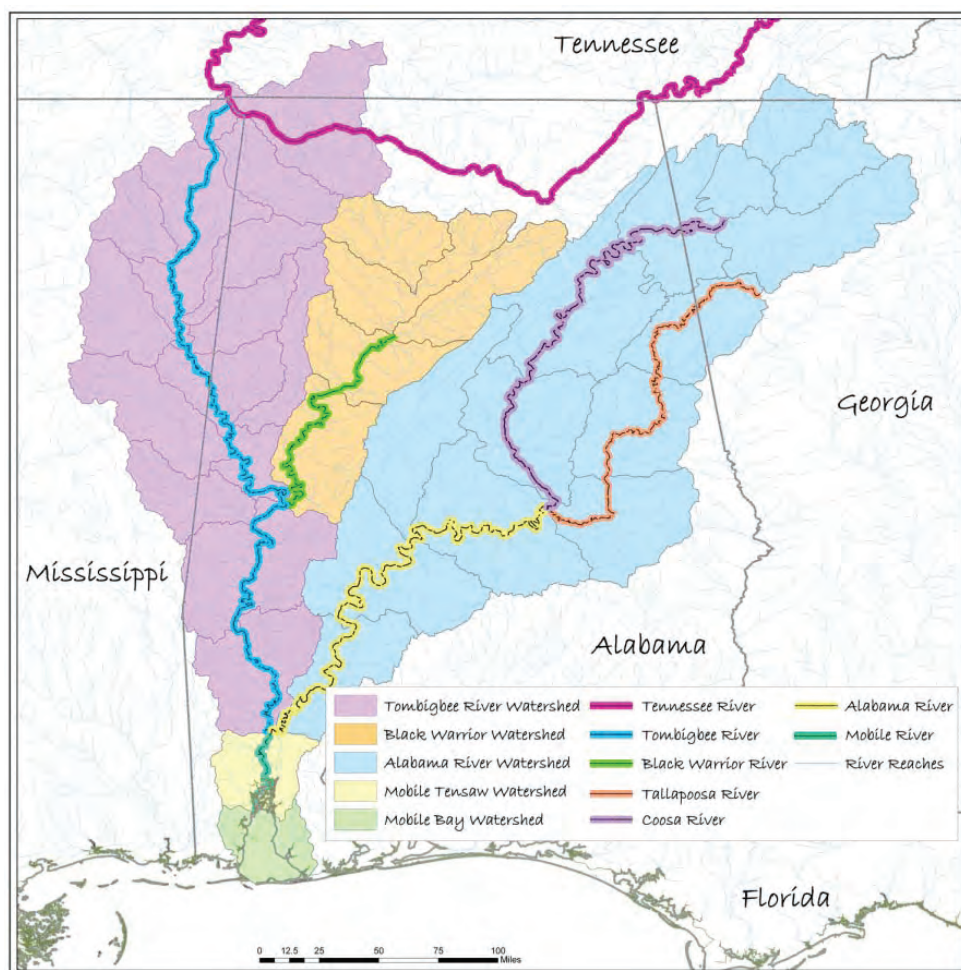 Tennessee
Georgia
Mississippi
Alabama
Tombigbee River Watershed
Black Warrior Watershed
Alabama River Watershed
Mobile Tensaw Watershed
Mobile Bay Watershed
Tennessee River
Tombigbee River
Black Warrior River
Tallapoosa River
Coosa River
Alabama River
Mobile River
River Reaches
Florida
0 12.5 25 50 75 100
Miles